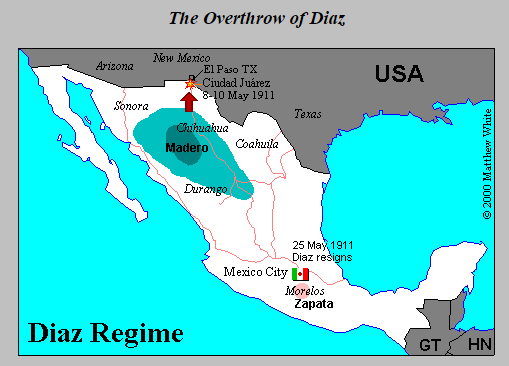 The Overthrow of Diaz
New Mexico
Arizona
El Paso TX
USA
Ciudad Juárez
8-10 May 1911
Sonora
Texas
Chihuahua
Coahuila
Madero
Durango
© 2000 Matthew White
25 May 1911
Diaz resigns
Mexico City
Morelos
Zapata
Diaz Regime
GT
HN